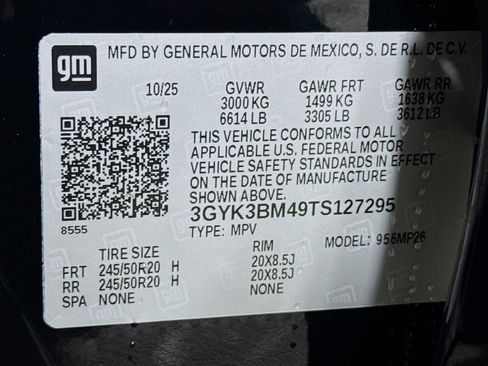 gm
MFD BY GENERAL MOTORS DE MEXICO, S. DE R.L. DE C.V.
10/25 GVWR GAWR FRT GAWR RR
3000 KG 1499 KG 1638 KG
6614 LB 3305 LB 3612 LB
THIS VEHICLE CONFORMS TO ALL
APPLICABLE U.S. FEDERAL MOTOR
VEHICLE SAFETY STANDARDS IN EFFECT
ON THE DATE OF MANUFACTURE
SHOWN ABOVE.
3GYK3BM49TS127295
8555
TYPE: MPV
TIRE SIZE RIM MODEL: 956MP26
FRT 245/50R20 H 20X8.5J
RR 245/50R20 H 20X8.5J
SPA NONE NONE